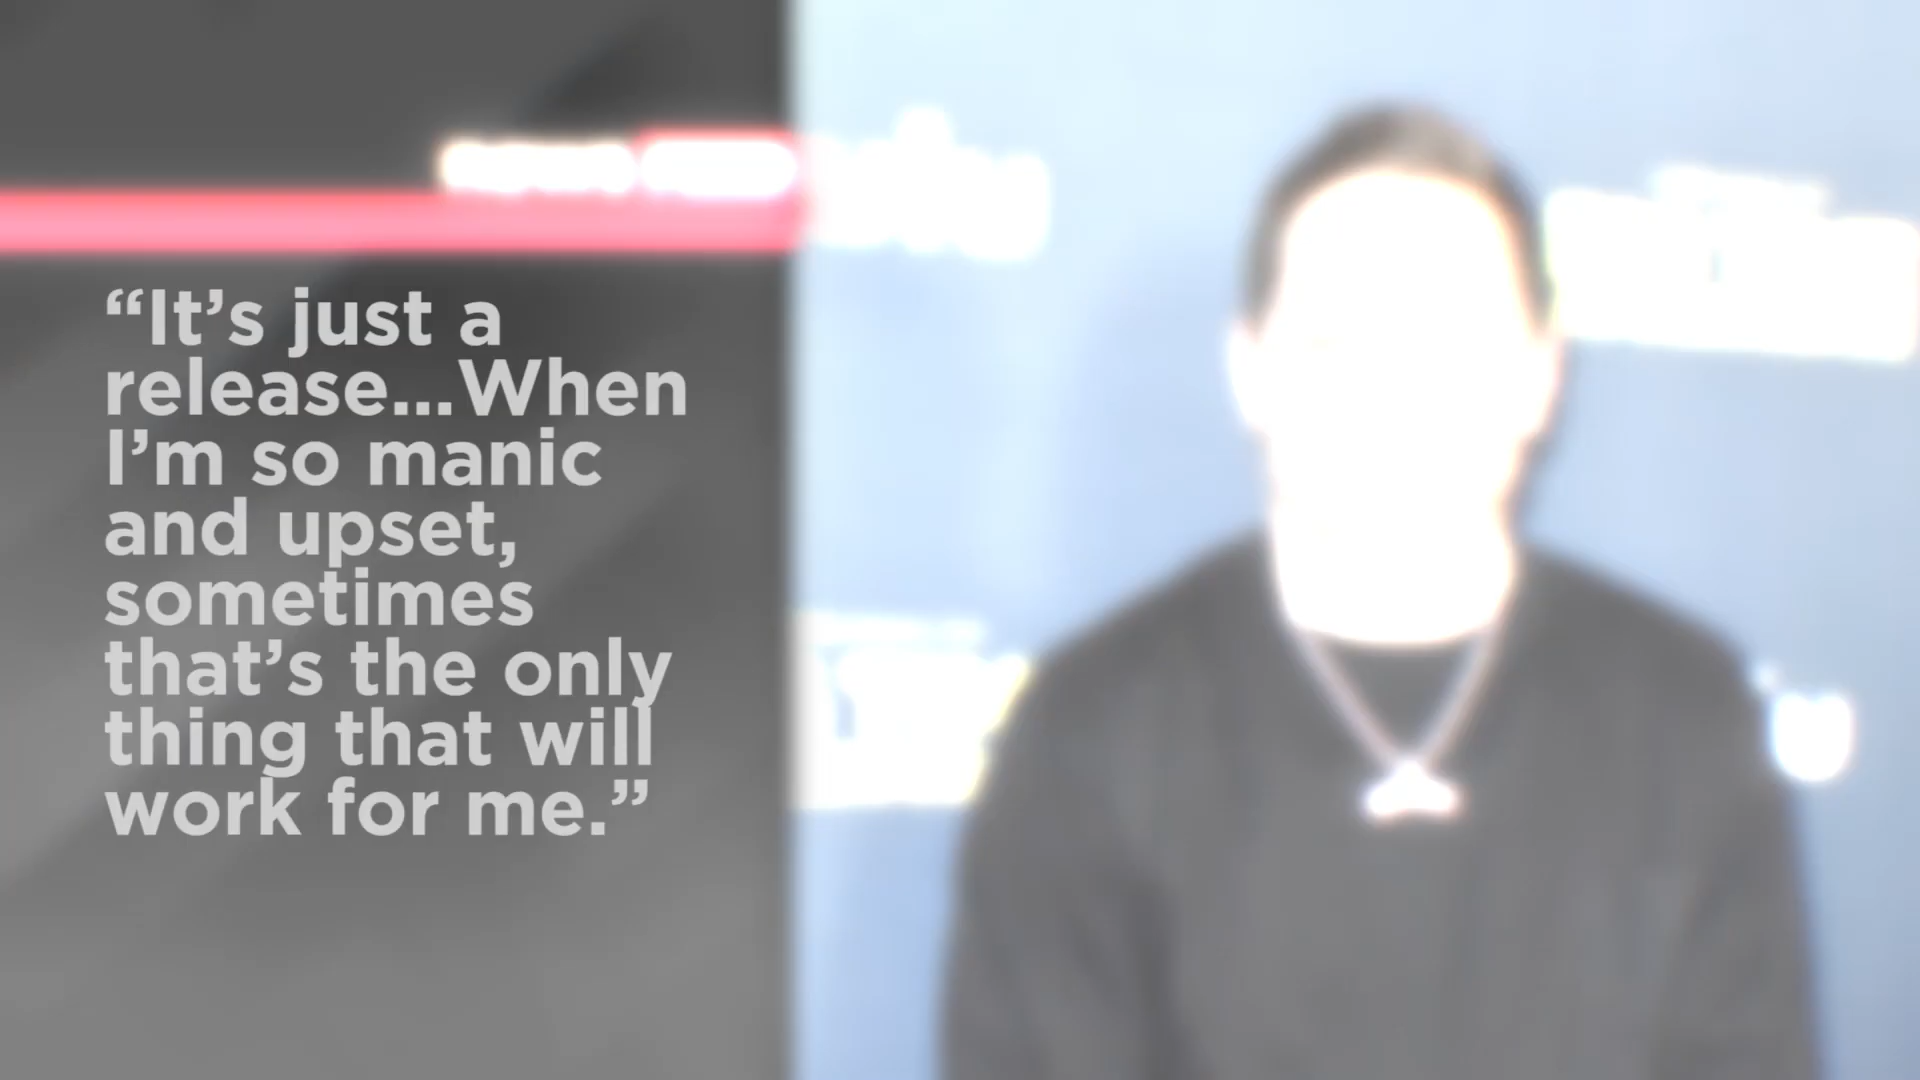 “It’s just a
release...When
I’m so manic
and upset,
sometimes
that’s the only
thing that will
work for me.”